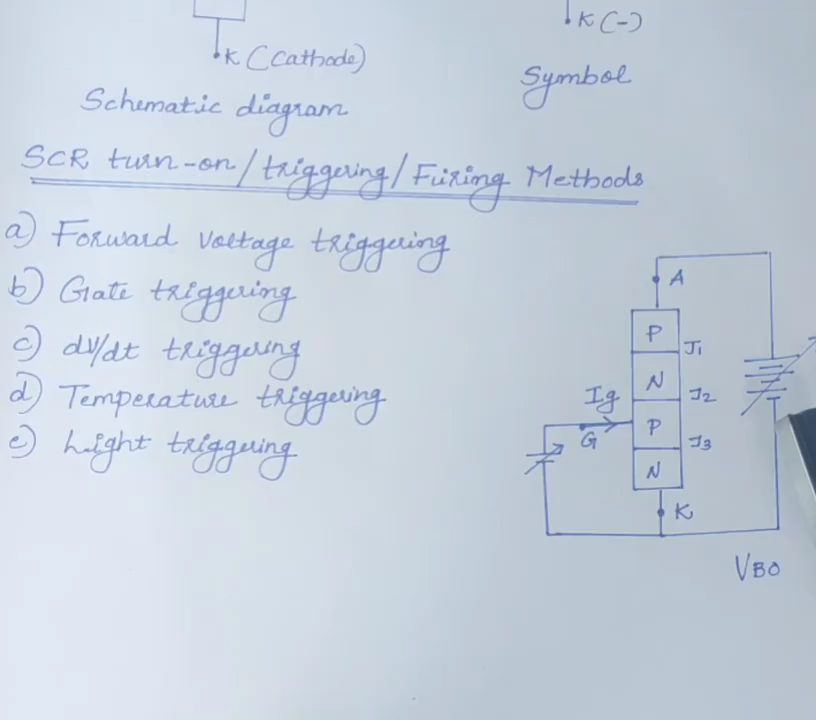 K (Cathode)
K (-)
Schematic diagram
Symbol
SCR turn-on/triggering/Firing Methods
a) Forward Voltage triggering
b) Gate triggering
c) dv/dt triggering
d) Temperature triggering
e) Light triggering
A
P
J1
N
J2
Ig
G
P
J3
N
K
VBO